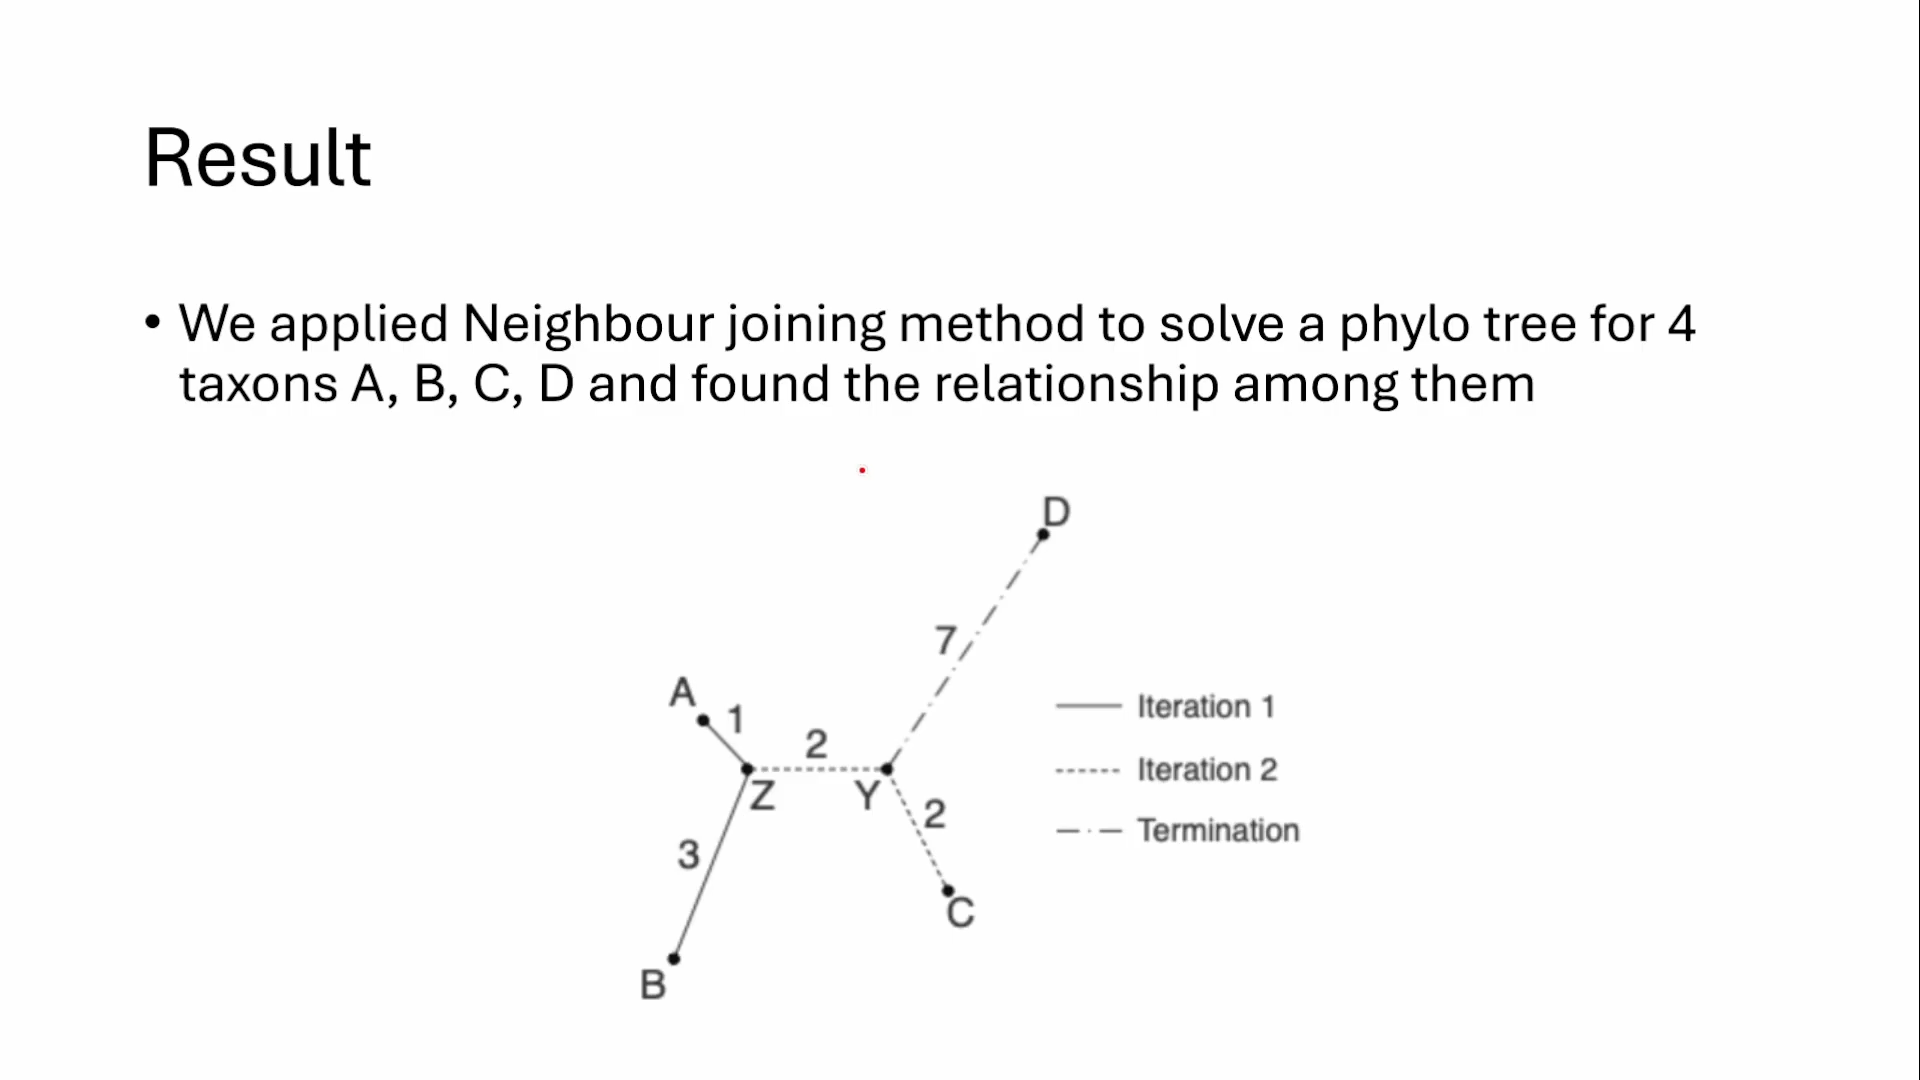 Result
• We applied Neighbour joining method to solve a phylo tree for 4
taxons A, B, C, D and found the relationship among them
D
7
A
1
2
Z
Y
2
3
C
B
Iteration 1
Iteration 2
Termination